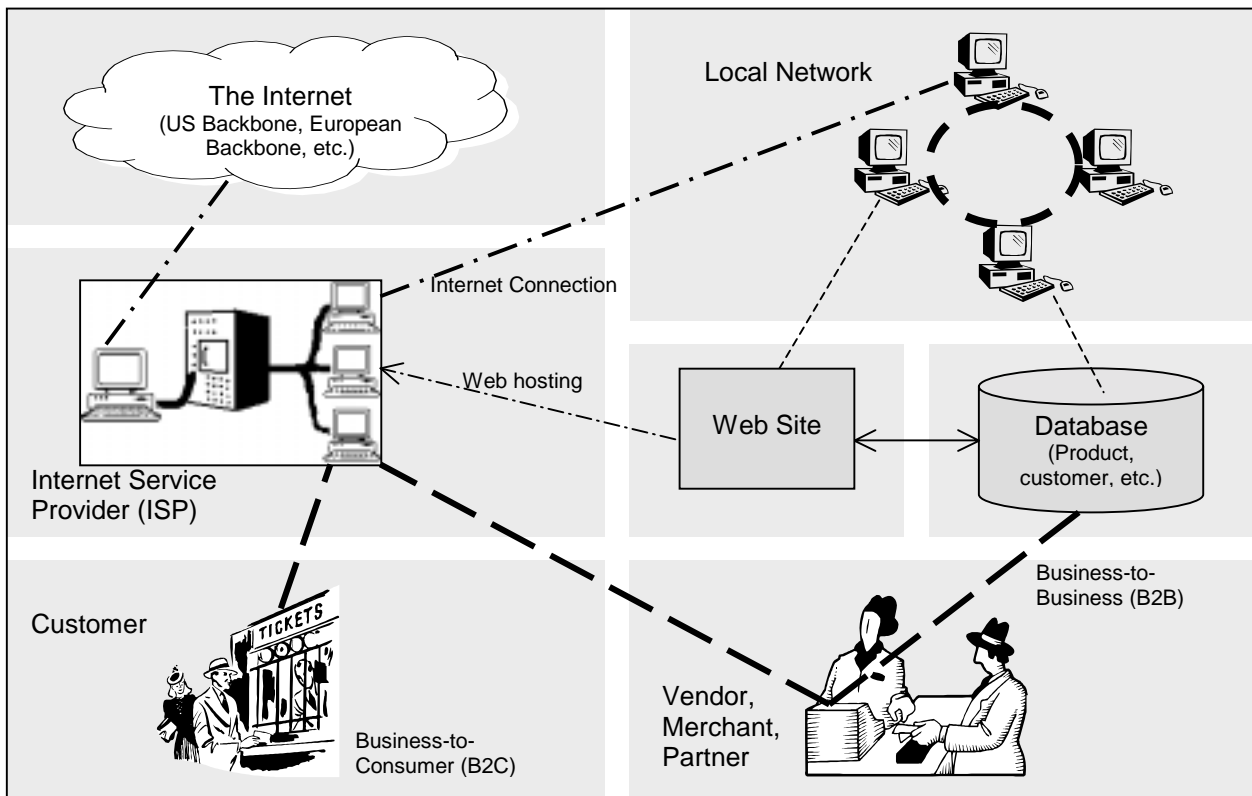 The Internet
(US Backbone, European
Backbone, etc.)
Local Network
Internet Connection
Web hosting
Internet Service
Provider (ISP)
Web Site
Database
(Product,
customer, etc.)
Customer
TICKETS
Business-to-
Consumer (B2C)
Business-to-
Business (B2B)
Vendor,
Merchant,
Partner